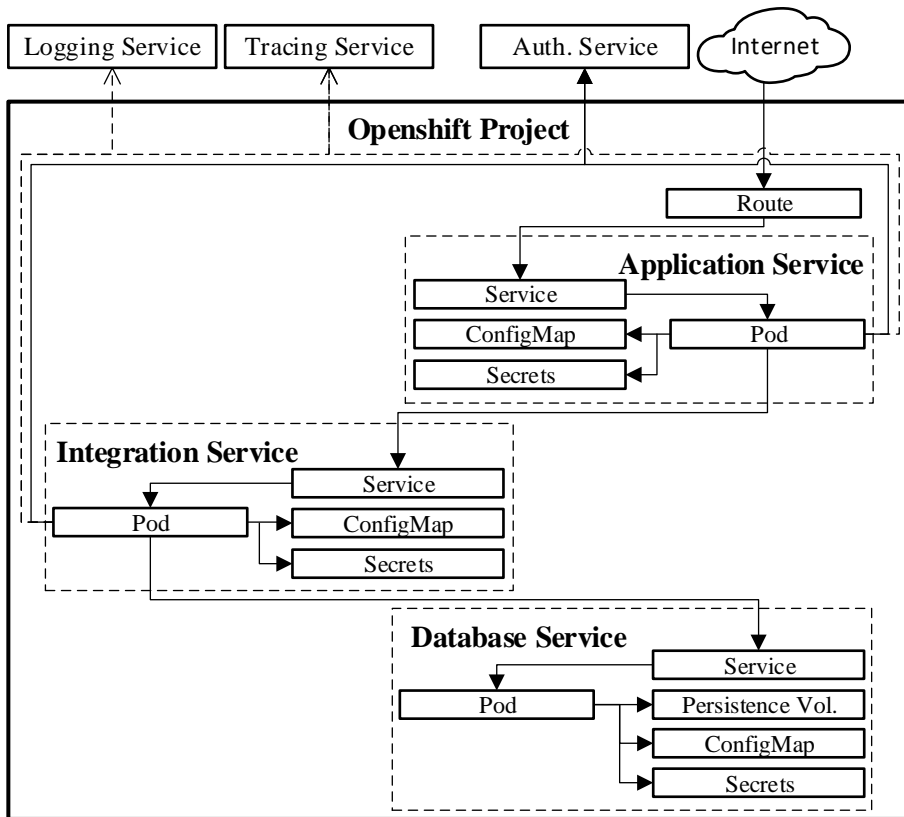 Logging Service
Tracing Service
Auth. Service
Internet
Openshift Project
Route
Application Service
Service
ConfigMap
Pod
Secrets
Integration Service
Service
Pod
ConfigMap
Secrets
Database Service
Service
Pod
Persistence Vol.
ConfigMap
Secrets